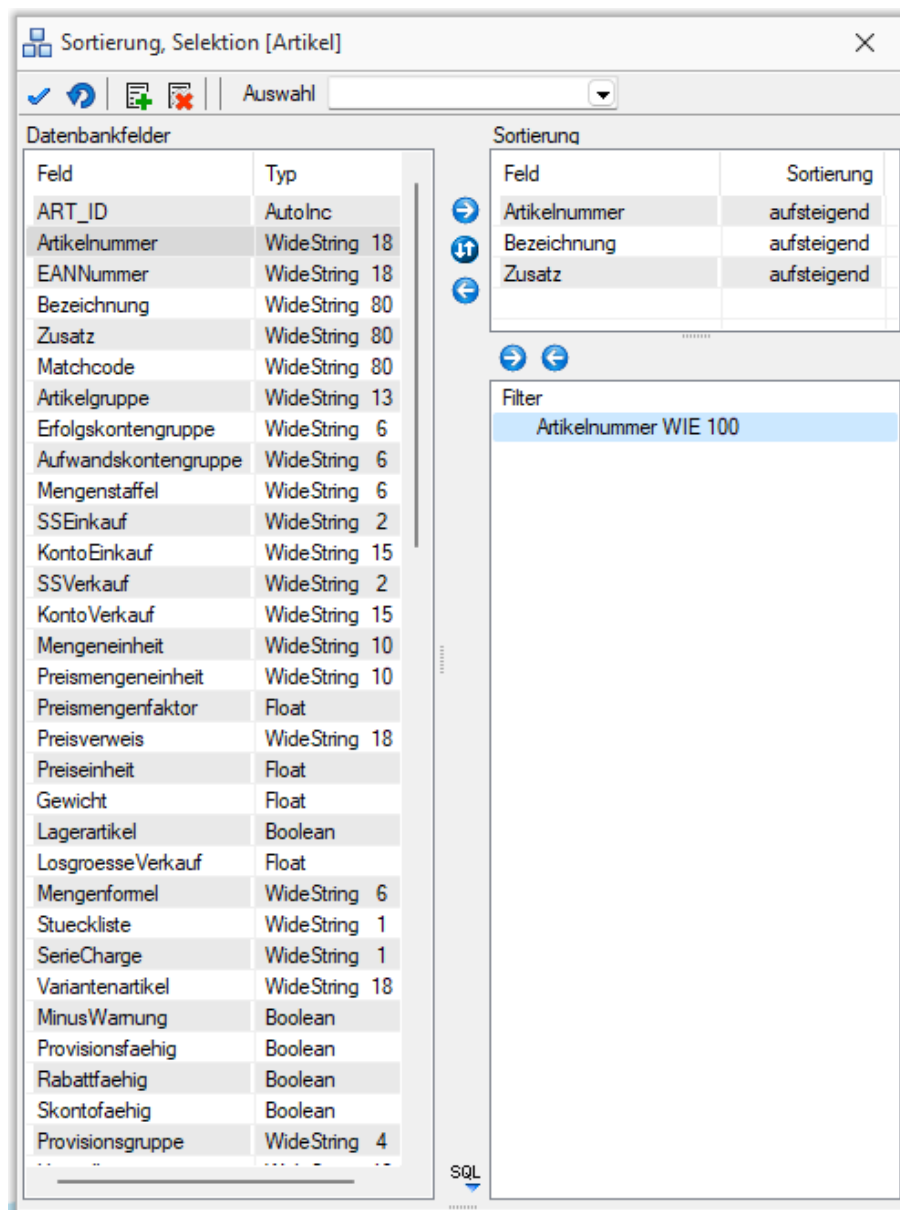 Sortierung, Selektion [Artikel]
Auswahl
Datenbankfelder
Feld Typ
ART_ID AutoInc
Artikelnummer WideString 18
EANNummer WideString 18
Bezeichnung WideString 80
Zusatz WideString 80
Matchcode WideString 80
Artikelgruppe WideString 13
Erfolgskontengruppe WideString 6
Aufwandskontengruppe WideString 6
Mengenstaffel WideString 6
SSEinkauf WideString 2
KontoEinkauf WideString 15
SSVerkauf WideString 2
KontoVerkauf WideString 15
Mengeneinheit WideString 10
Preismengeneinheit WideString 10
Preismengenfaktor Float
Preisverweis WideString 18
Preiseinheit Float
Gewicht Float
Lagerartikel Boolean
LosgroesseVerkauf Float
Mengenformel WideString 6
Stueckliste WideString 1
SerieCharge WideString 1
Variantenartikel WideString 18
MinusWarnung Boolean
Provisionsfaehig Boolean
Rabattfaehig Boolean
Skontofaehig Boolean
Provisionsgruppe WideString 4
Sortierung
Feld Sortierung
Artikelnummer aufsteigend
Bezeichnung aufsteigend
Zusatz aufsteigend
Filter
Artikelnummer WIE 100
SQL